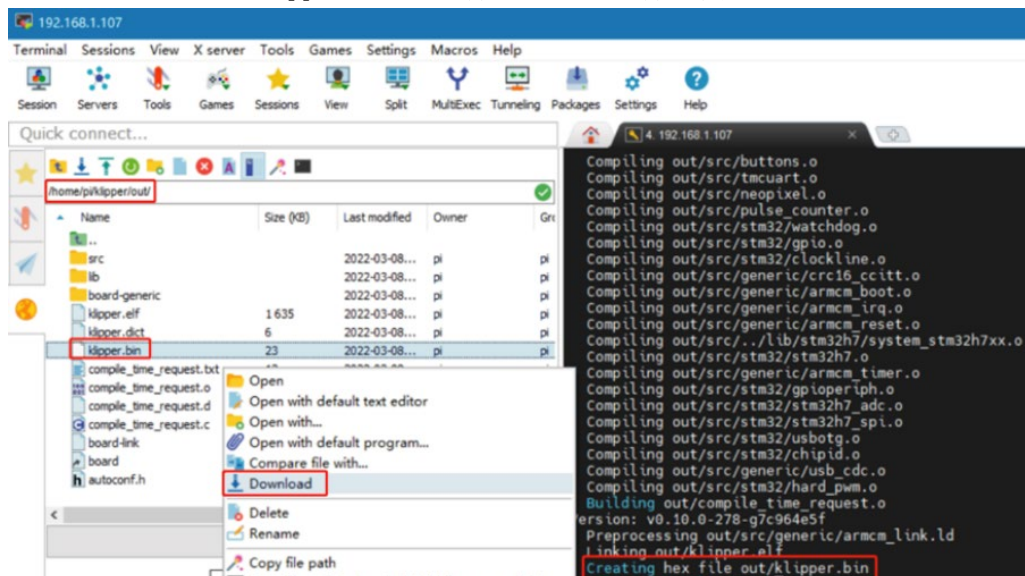 192.168.1.107
Terminal Sessions View X server Tools Games Settings Macros Help
Session Servers Tools Games Sessions View Split MultiExec Tunneling Packages Settings Help
Quick connect...
4. 192.168.1.107
/home/pi/klipper/out/
Name Size (KB) Last modified Owner Gr
..
src 2022-03-08... pi pi
lib 2022-03-08... pi pi
board-generic 2022-03-08... pi pi
klipper.elf 1 635 2022-03-08... pi pi
klipper.dict 6 2022-03-08... pi pi
klipper.bin 23 2022-03-08... pi pi
compile_time_request.txt
compile_time_request.o
compile_time_request.d
compile_time_request.c
board-link
board
autoconf.h
Open
Open with default text editor
Open with...
Open with default program...
Compare file with...
Download
Delete
Rename
Copy file path
Compiling out/src/buttons.o
Compiling out/src/tmcuart.o
Compiling out/src/neopixel.o
Compiling out/src/pulse_counter.o
Compiling out/src/stm32/watchdog.o
Compiling out/src/stm32/gpio.o
Compiling out/src/stm32/clockline.o
Compiling out/src/generic/crc16_ccitt.o
Compiling out/src/generic/armcm_boot.o
Compiling out/src/generic/armcm_irq.o
Compiling out/src/generic/armcm_reset.o
Compiling out/src/../lib/stm32h7/system_stm32h7xx.o
Compiling out/src/stm32/stm32h7.o
Compiling out/src/generic/armcm_timer.o
Compiling out/src/stm32/gpioperiph.o
Compiling out/src/stm32/stm32h7_adc.o
Compiling out/src/stm32/stm32h7_spi.o
Compiling out/src/stm32/usbotg.o
Compiling out/src/stm32/chipid.o
Compiling out/src/generic/usb_cdc.o
Compiling out/src/stm32/hard_pwm.o
Building out/compile_time_request.o
ersion: v0.10.0-278-g7c964e5f
Preprocessing out/src/generic/armcm_link.ld
Linking out/klipper.elf
Creating hex file out/klipper.bin